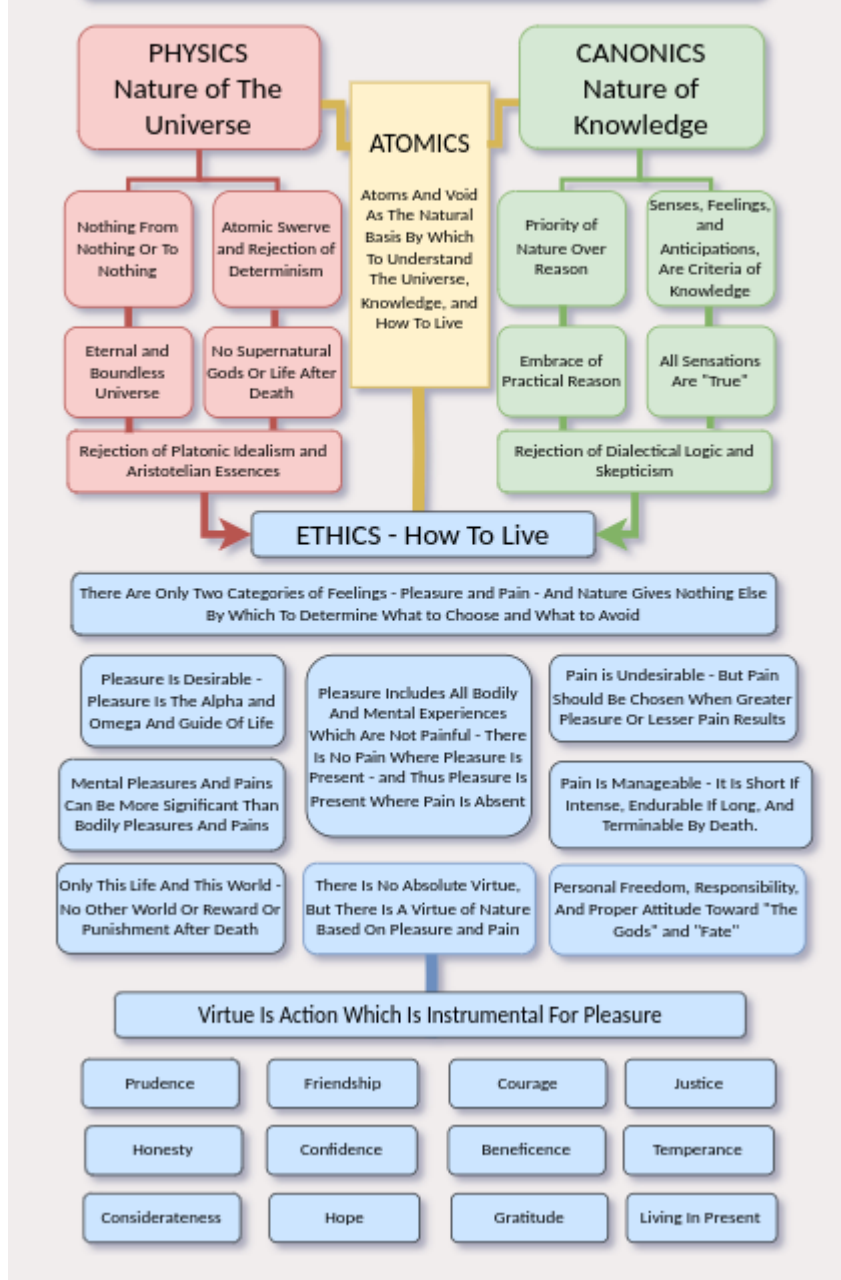 PHYSICS
Nature of The
Universe
CANONICS
Nature of
Knowledge
ATOMICS
Atoms And Void
As The Natural
Basis By Which
To Understand
The Universe,
Knowledge, and
How To Live
Nothing From
Nothing Or To
Nothing
Atomic Swerve
and Rejection of
Determinism
Priority of
Nature Over
Reason
Senses, Feelings,
and
Anticipations,
Are Criteria of
Knowledge
Eternal and
Boundless
Universe
No Supernatural
Gods Or Life After
Death
Embrace of
Practical Reason
All Sensations
Are "True"
Rejection of Platonic Idealism and
Aristotelian Essences
Rejection of Dialectical Logic and
Skepticism
ETHICS - How To Live
There Are Only Two Categories of Feelings - Pleasure and Pain - And Nature Gives Nothing Else
By Which To Determine What to Choose and What to Avoid
Pleasure Is Desirable -
Pleasure Is The Alpha and
Omega And Guide Of Life
Pleasure Includes All Bodily
And Mental Experiences
Which Are Not Painful - There
Is No Pain Where Pleasure Is
Present - and Thus Pleasure Is
Present Where Pain Is Absent
Pain is Undesirable - But Pain
Should Be Chosen When Greater
Pleasure Or Lesser Pain Results
Mental Pleasures And Pains
Can Be More Significant Than
Bodily Pleasures And Pains
Pain Is Manageable - It Is Short If
Intense, Endurable If Long, And
Terminable By Death.
Only This Life And This World -
No Other World Or Reward Or
Punishment After Death
There Is No Absolute Virtue,
But There Is A Virtue of Nature
Based On Pleasure and Pain
Personal Freedom, Responsibility,
And Proper Attitude Toward "The
Gods" and "Fate"
Virtue Is Action Which Is Instrumental For Pleasure
Prudence
Friendship
Courage
Justice
Honesty
Confidence
Beneficence
Temperance
Considerateness
Hope
Gratitude
Living In Present